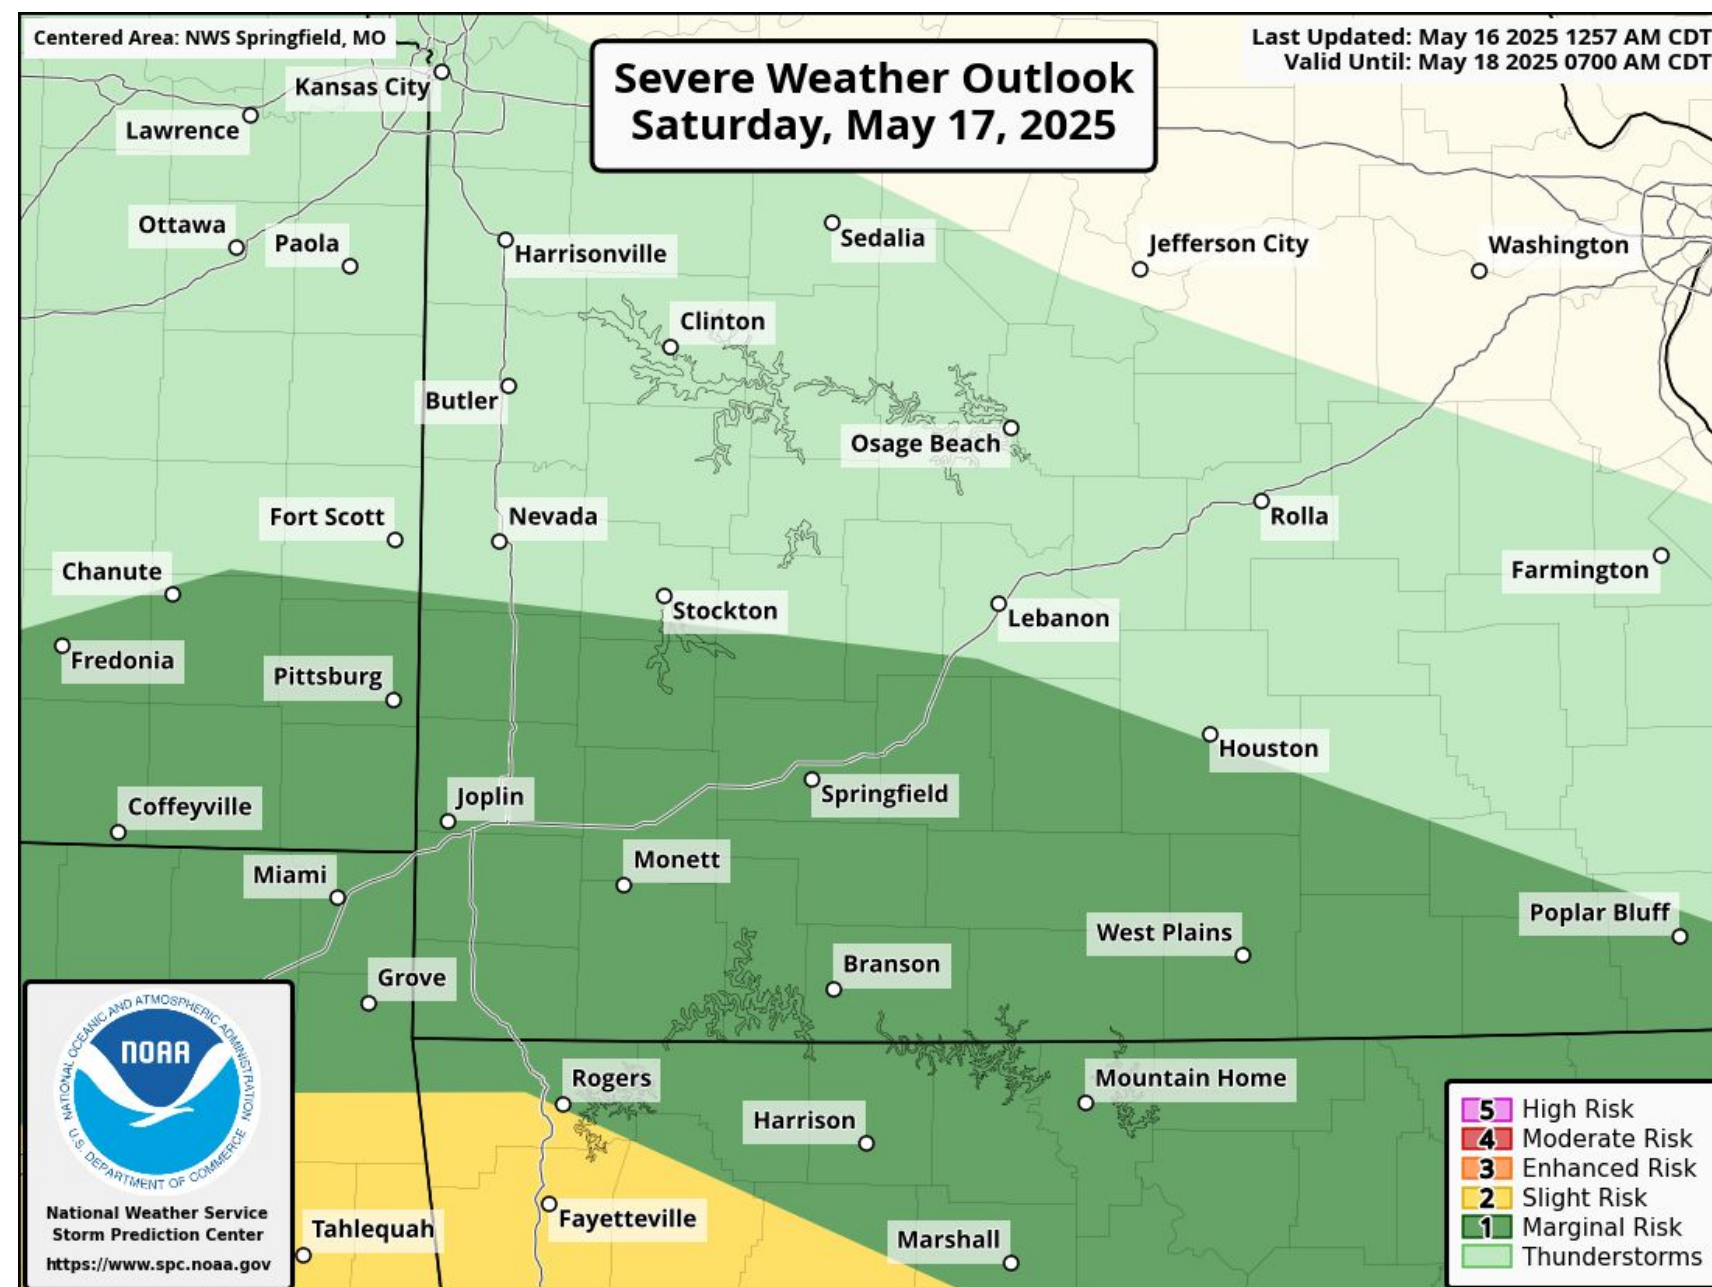 Centered Area: NWS Springfield, MO
Last Updated: May 16 2025 1257 AM CDT
Valid Until: May 18 2025 0700 AM CDT
Severe Weather Outlook
Saturday, May 17, 2025
Kansas City
Lawrence
Ottawa
Paola
Harrisonville
Sedalia
Jefferson City
Washington
Clinton
Butler
Osage Beach
Fort Scott
Nevada
Rolla
Chanute
Farmington
Stockton
Lebanon
Fredonia
Pittsburg
Houston
Coffeyville
Joplin
Springfield
Miami
Monett
Poplar Bluff
West Plains
Branson
Grove
Rogers
Mountain Home
Harrison
Fayetteville
Tahlequah
Marshall
NATIONAL OCEANIC AND ATMOSPHERIC ADMINISTRATION
NOAA
U.S. DEPARTMENT OF COMMERCE
National Weather Service
Storm Prediction Center
https://www.spc.noaa.gov
5 High Risk
4 Moderate Risk
3 Enhanced Risk
2 Slight Risk
1 Marginal Risk
Thunderstorms